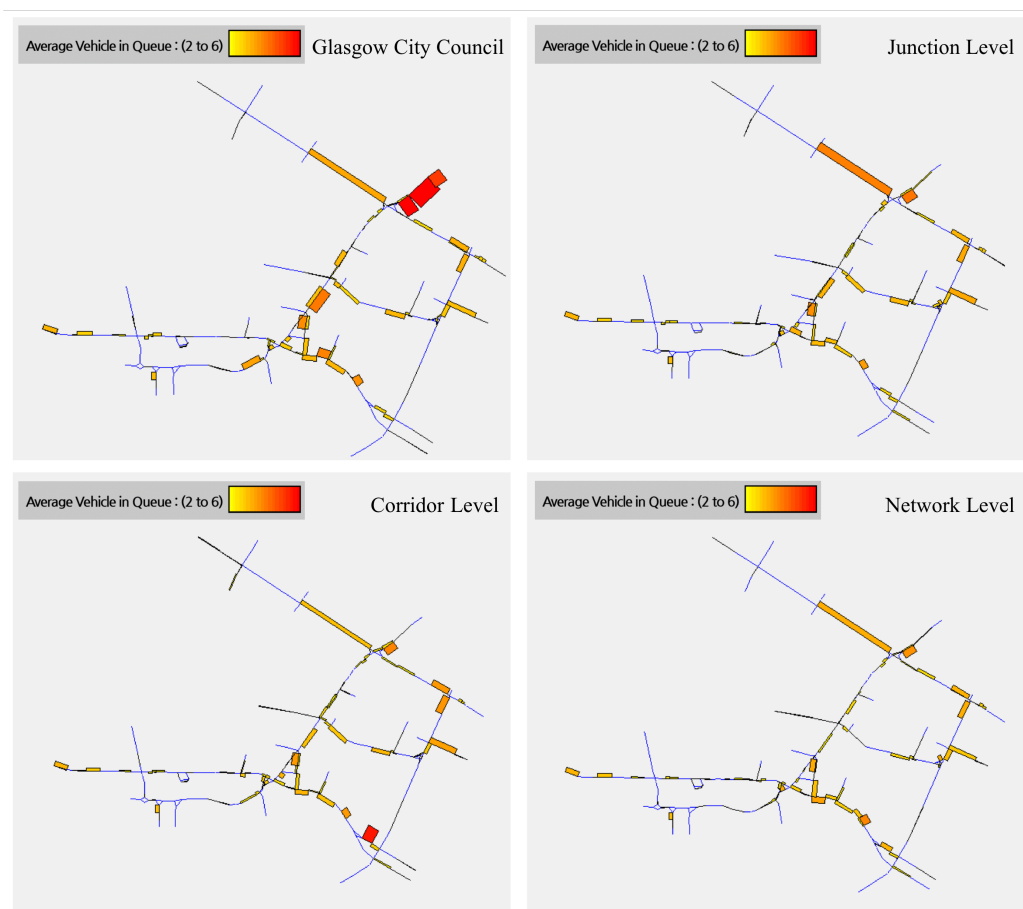 Average Vehicle in Queue : (2 to 6) Glasgow City Council
Average Vehicle in Queue : (2 to 6) Junction Level
Average Vehicle in Queue : (2 to 6) Corridor Level
Average Vehicle in Queue : (2 to 6) Network Level